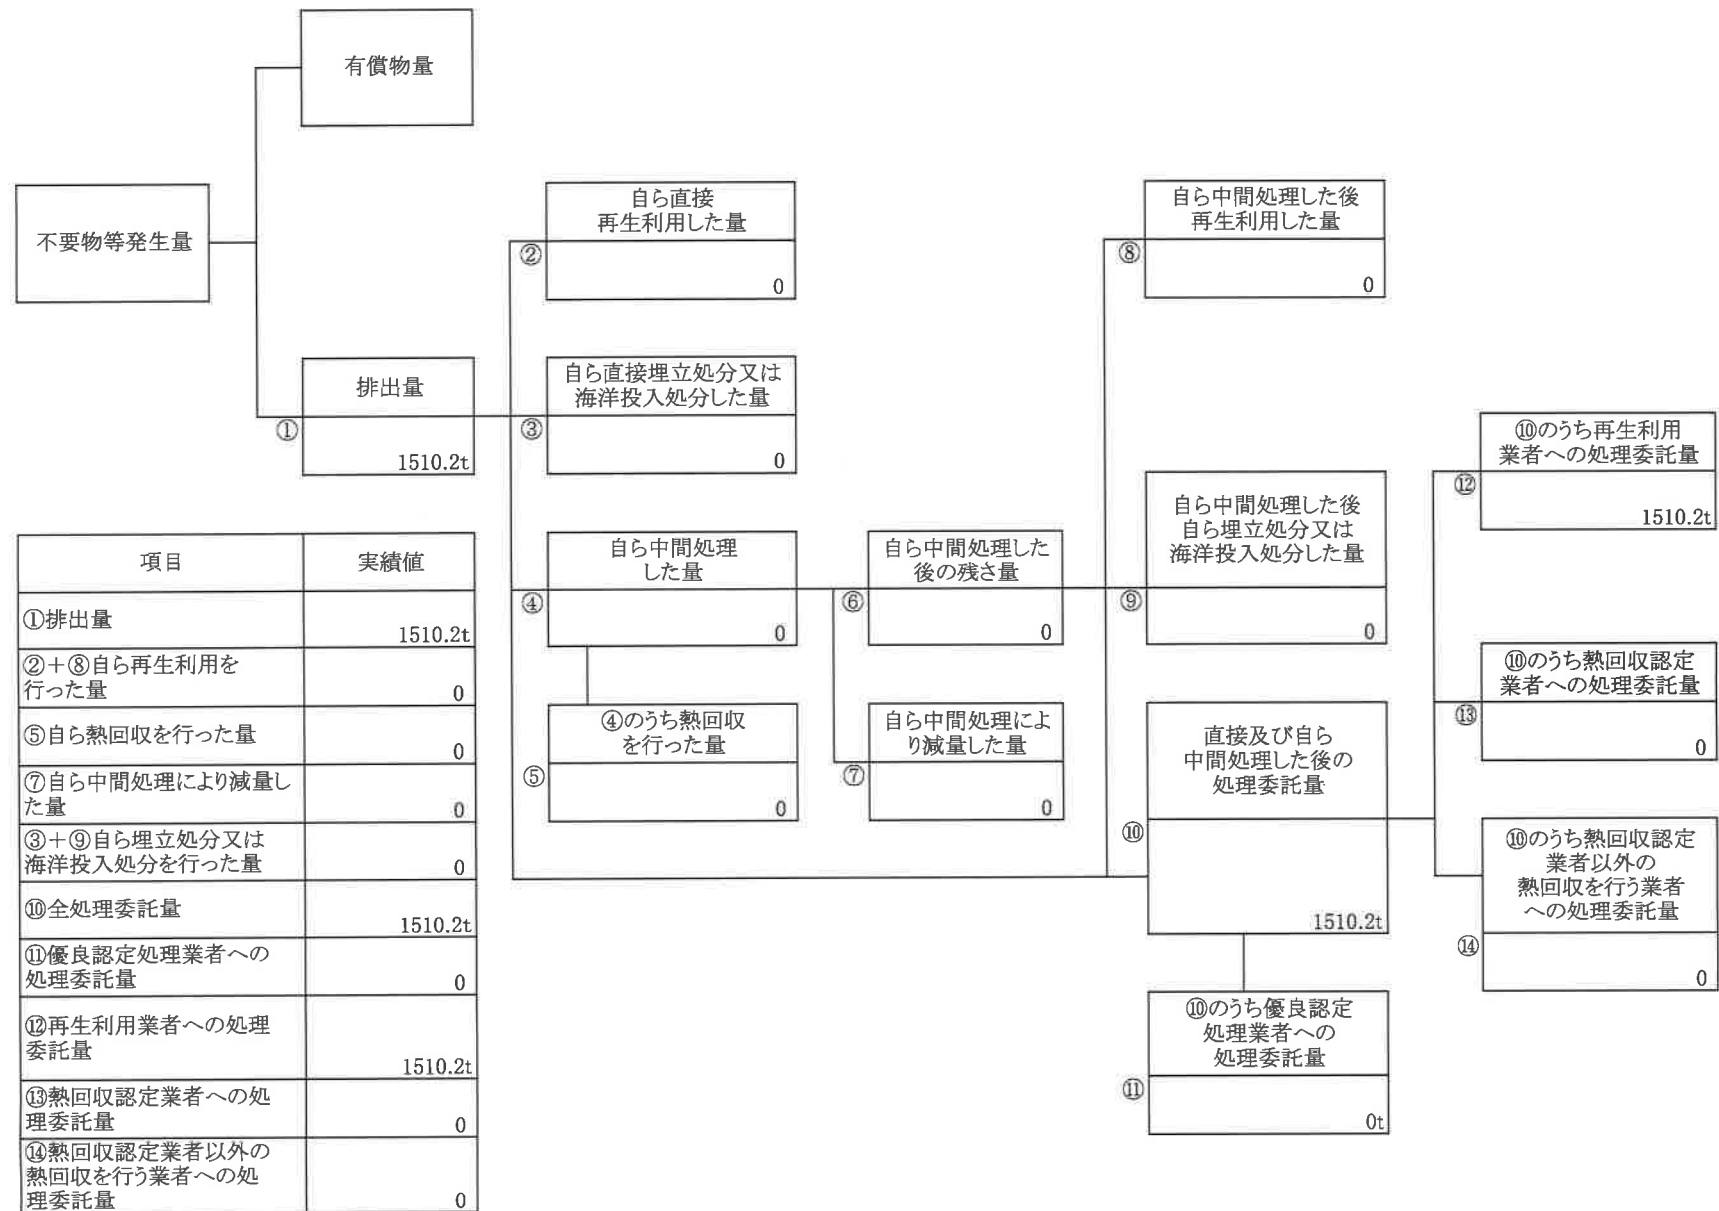 有償物量
不要物等発生量
排出量
①
1510.2t
自ら直接
再生利用した量
②
0
自ら直接埋立処分又は
海洋投入処分した量
③
0
自ら中間処理
した量
④
0
④のうち熱回収
を行った量
⑤
0
自ら中間処理した
後の残さ量
⑥
0
自ら中間処理によ
り減量した量
⑦
0
自ら中間処理した後
再生利用した量
⑧
0
自ら中間処理した後
自ら埋立処分又は
海洋投入処分した量
⑨
0
直接及び自ら
中間処理した後の
処理委託量
⑩
1510.2t
⑩のうち優良認定
処理業者への
処理委託量
⑪
0t
⑩のうち再生利用
業者への処理委託量
⑫
1510.2t
⑩のうち熱回収認定
業者への処理委託量
⑬
0
⑩のうち熱回収認定
業者以外の
熱回収を行う業者
への処理委託量
⑭
0
項目 実績値
①排出量
1510.2t
②＋⑧自ら再生利用を
行った量
0
⑤自ら熱回収を行った量
0
⑦自ら中間処理により減量し
た量
0
③＋⑨自ら埋立処分又は
海洋投入処分を行った量
0
⑩全処理委託量
1510.2t
⑪優良認定処理業者への
処理委託量
0
⑫再生利用業者への処理
委託量
1510.2t
⑬熱回収認定業者への処
理委託量
0
⑭熱回収認定業者以外の
熱回収を行う業者への処
理委託量
0